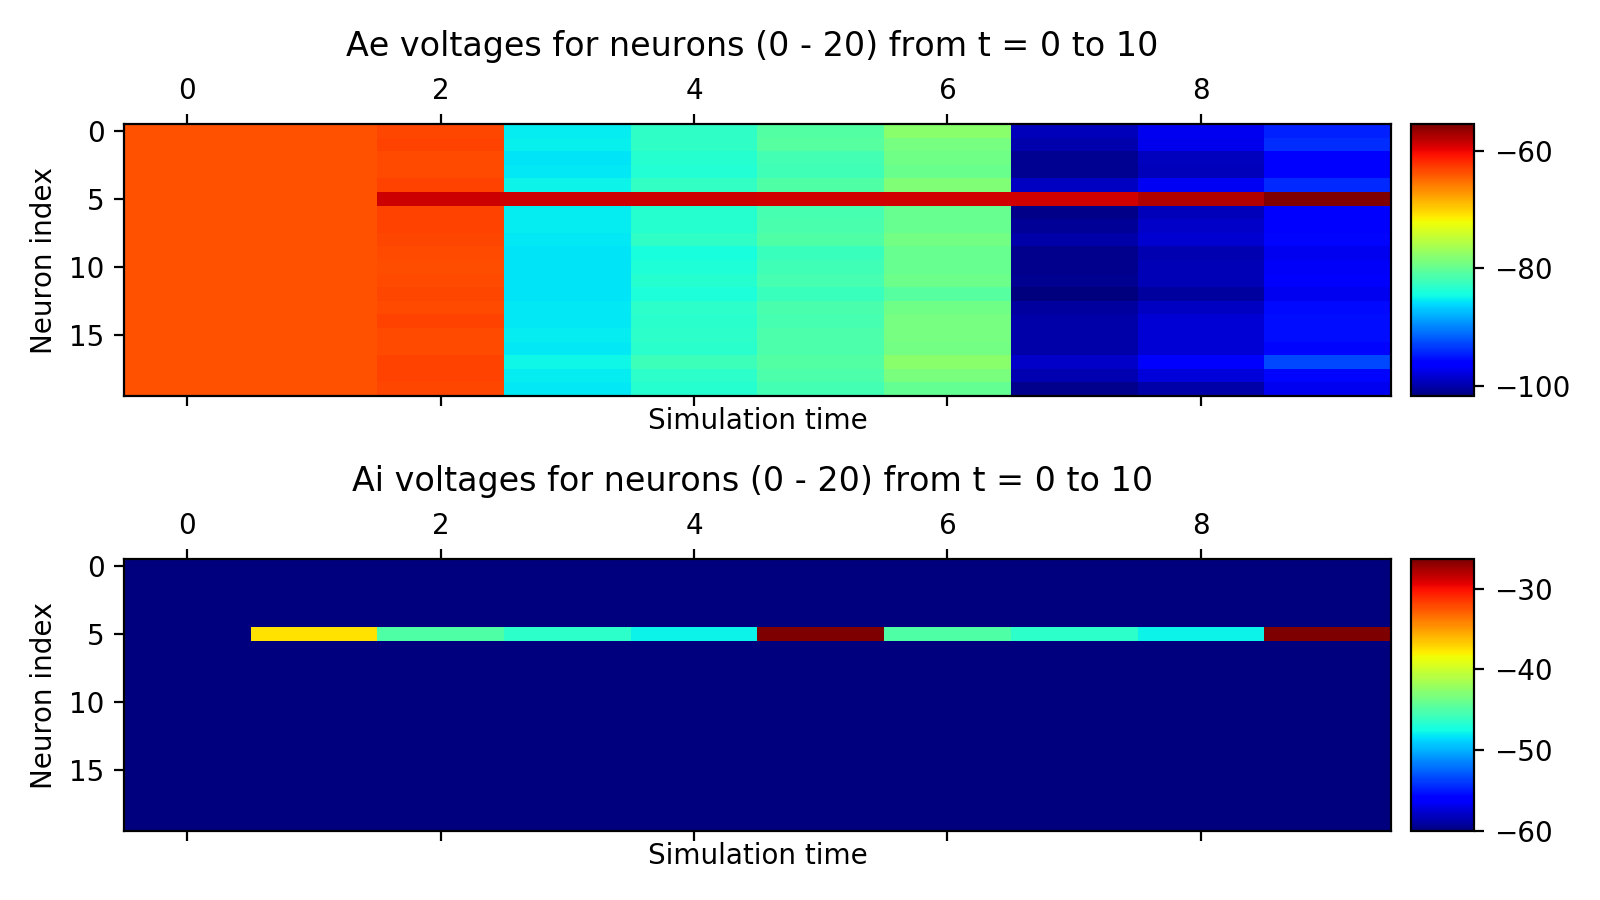 Ae voltages for neurons (0 - 20) from t = 0 to 10
0 2 4 6 8
Neuron index
0
5
10
15
−60
−80
−100
Simulation time
Ai voltages for neurons (0 - 20) from t = 0 to 10
0 2 4 6 8
Neuron index
0
5
10
15
−30
−40
−50
−60
Simulation time